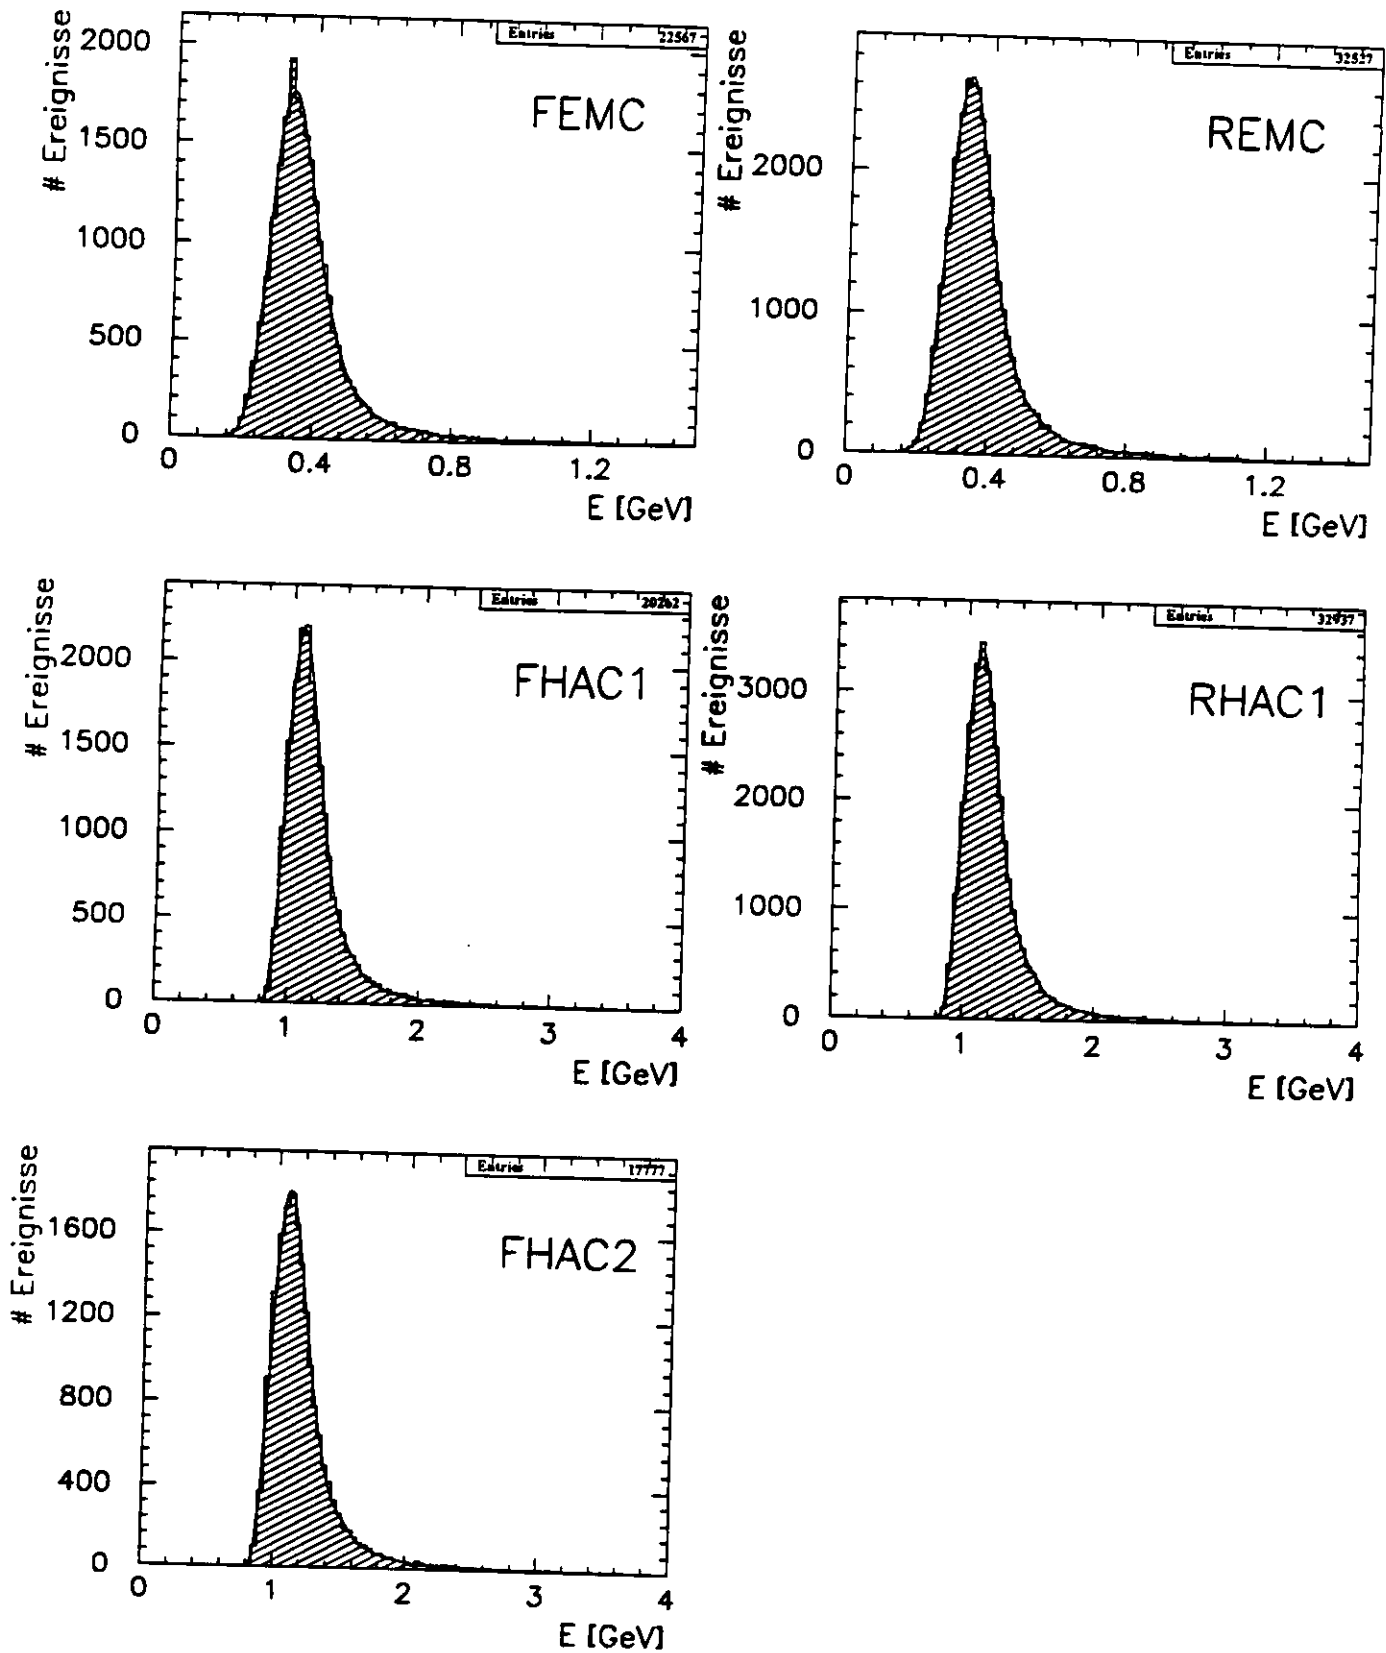 Entries 22567
# Ereignisse
FEMC
2000
1500
1000
500
0
0 0.4 0.8 1.2
E [GeV]
Entries 32527
# Ereignisse
REMC
2000
1000
0
0 0.4 0.8 1.2
E [GeV]
Entries 20262
# Ereignisse
FHAC1
2000
1500
1000
500
0
0 1 2 3 4
E [GeV]
Entries 32937
# Ereignisse
RHAC1
3000
2000
1000
0
0 1 2 3 4
E [GeV]
Entries 17777
# Ereignisse
FHAC2
1600
1200
800
400
0
0 1 2 3 4
E [GeV]